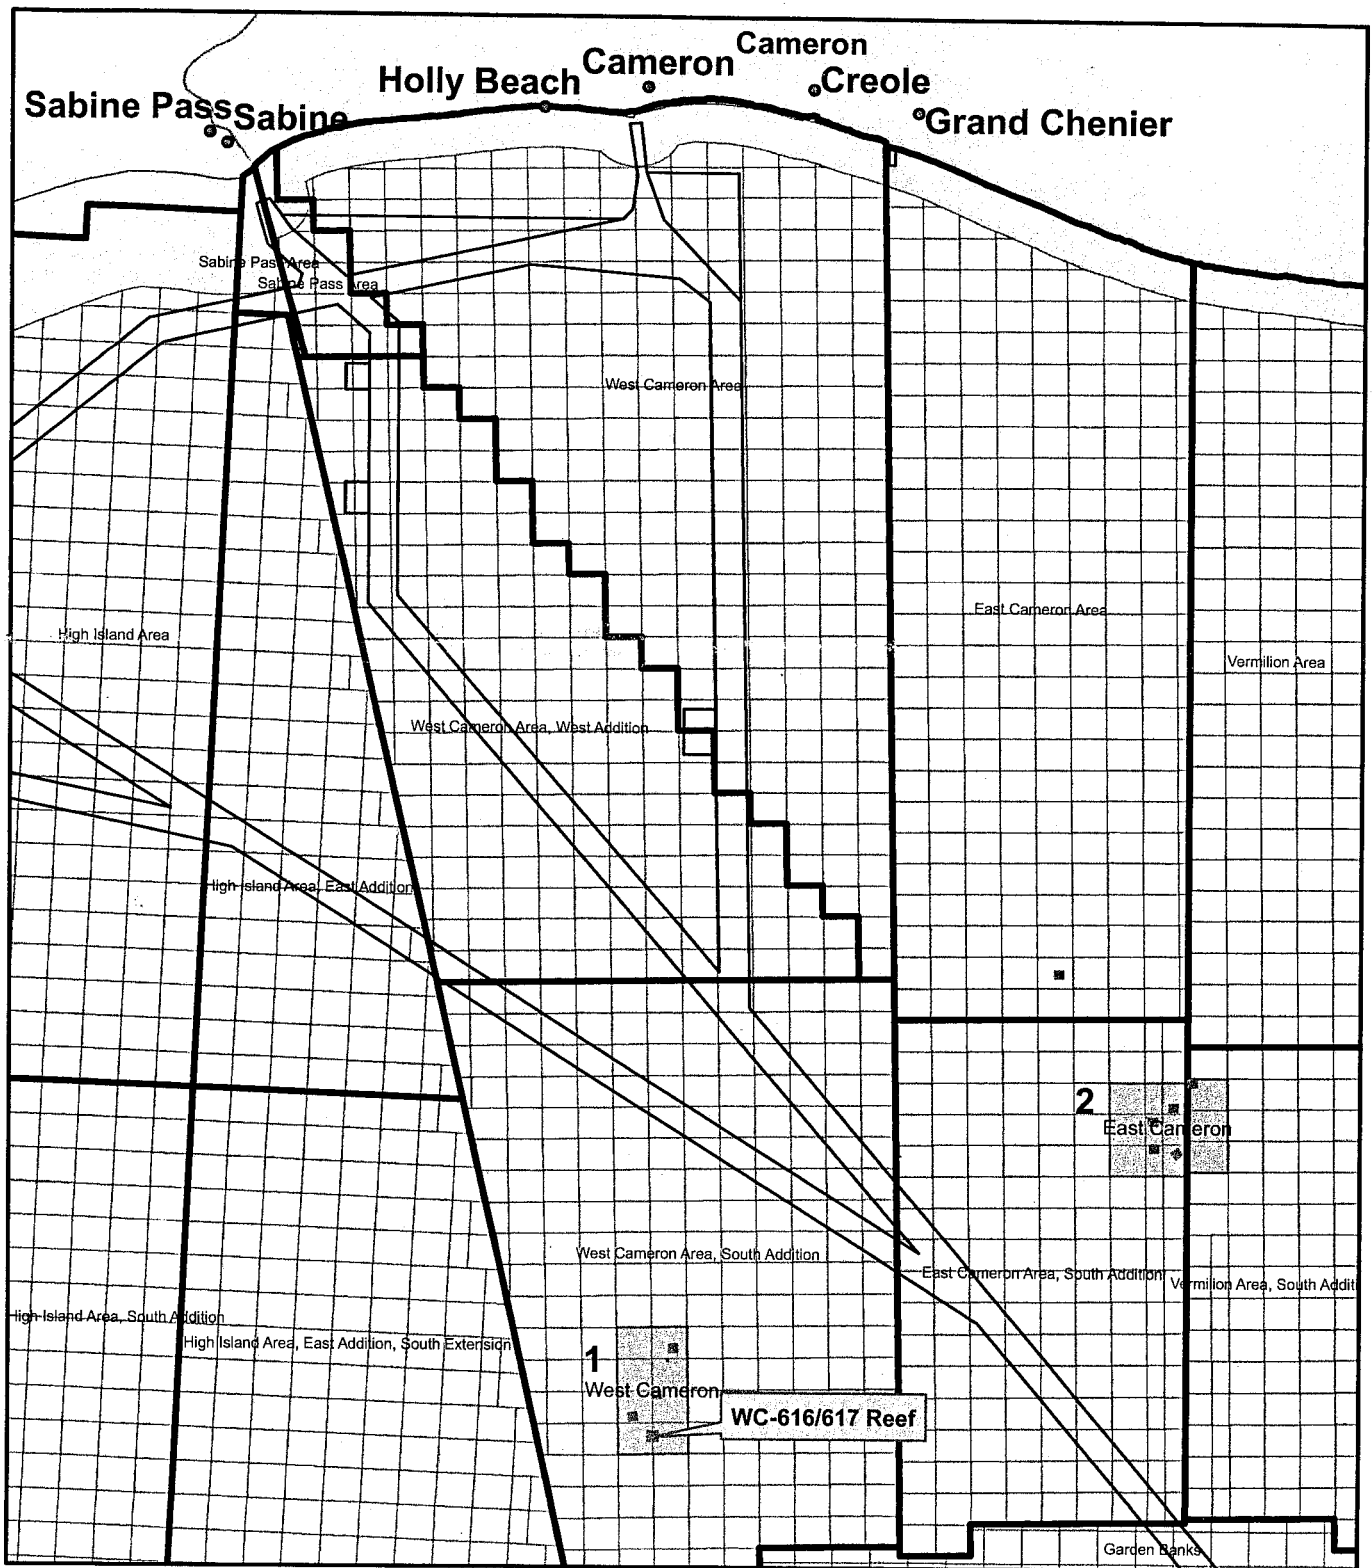 Cameron
Cameron
Holly Beach
Creole
Sabine Pass
Sabine
Grand Chenier
Sabine Pass Area
Sabine Pass Area
West Cameron Area
East Cameron Area
High Island Area
Vermilion Area
West Cameron Area, West Addition
High Island Area, East Addition
2
East Cameron
West Cameron Area, South Addition
East Cameron Area, South Addition
Vermilion Area, South Additi
High Island Area, South Addition
High Island Area, East Addition, South Extension
1
West Cameron
WC-616/617 Reef
Garden Banks